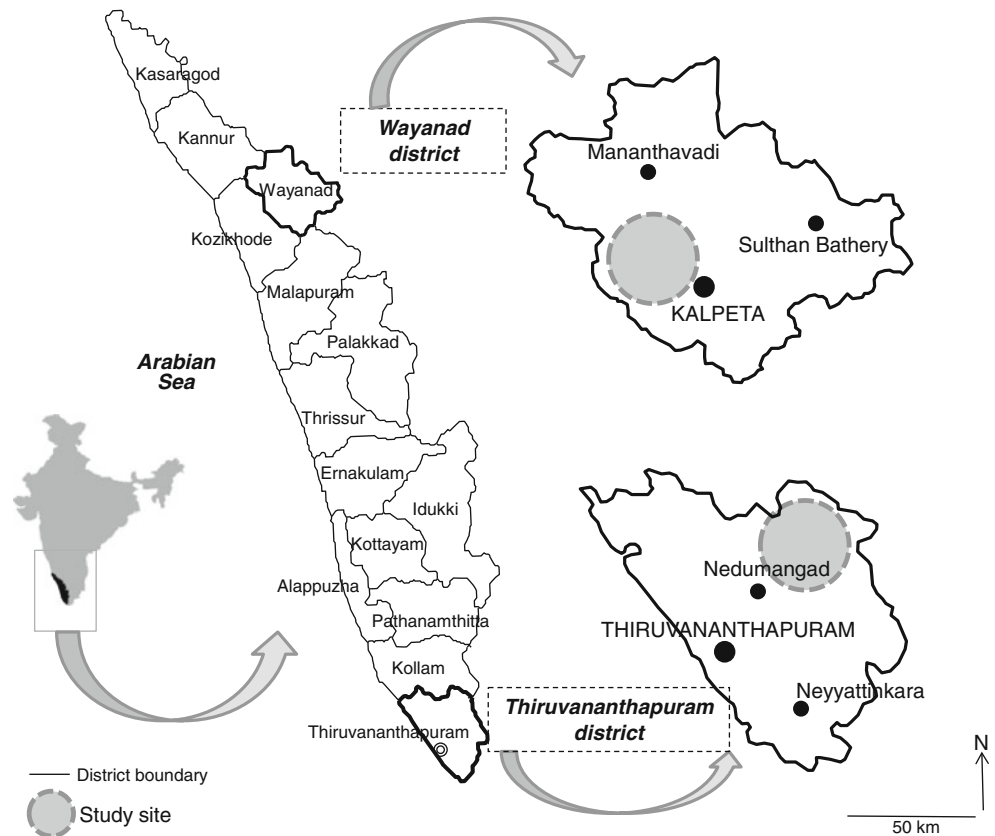 Kasaragod
Kannur
Wayanad
Kozikhode
Malapuram
Palakkad
Thrissur
Ernakulam
Idukki
Kottayam
Alappuzha
Pathanamthitta
Kollam
Thiruvananthapuram
Arabian
Sea
Wayanad
district
Mananthavadi
Sulthan Bathery
KALPETA
Nedumangad
THIRUVANANTHAPURAM
Neyyattinkara
Thiruvananthapuram
district
District boundary
Study site
N
50 km